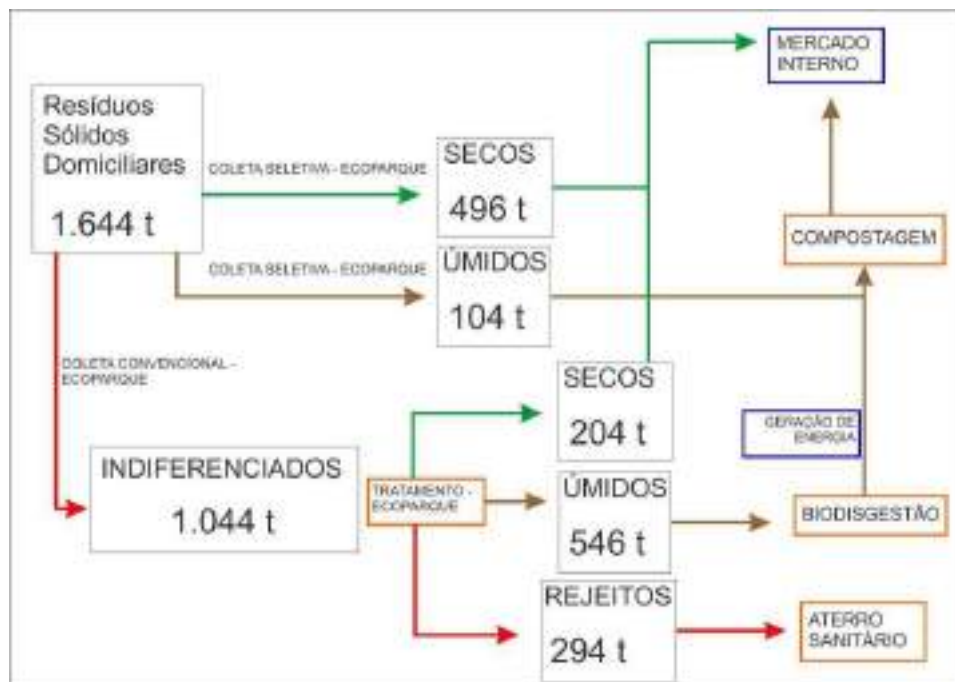 Resíduos
Sólidos
Domiciliares
1.644 t
COLETA SELETIVA - ECOPARQUE
SECOS
496 t
MERCADO
INTERNO
COLETA SELETIVA - ECOPARQUE
ÚMIDOS
104 t
COMPOSTAGEM
COLETA CONVENCIONAL -
ECOPARQUE
INDIFERENCIADOS
1.044 t
TRATAMENTO -
ECOPARQUE
SECOS
204 t
GERAÇÃO DE
ENERGIA
ÚMIDOS
546 t
BIODISGESTÃO
REJEITOS
294 t
ATERRO
SANITÁRIO